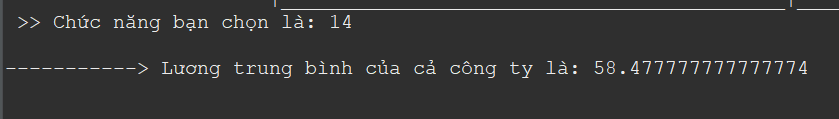 >> Chức năng bạn chọn là: 14
-----------> Lương trung bình của cả công ty là: 58.477777777777774